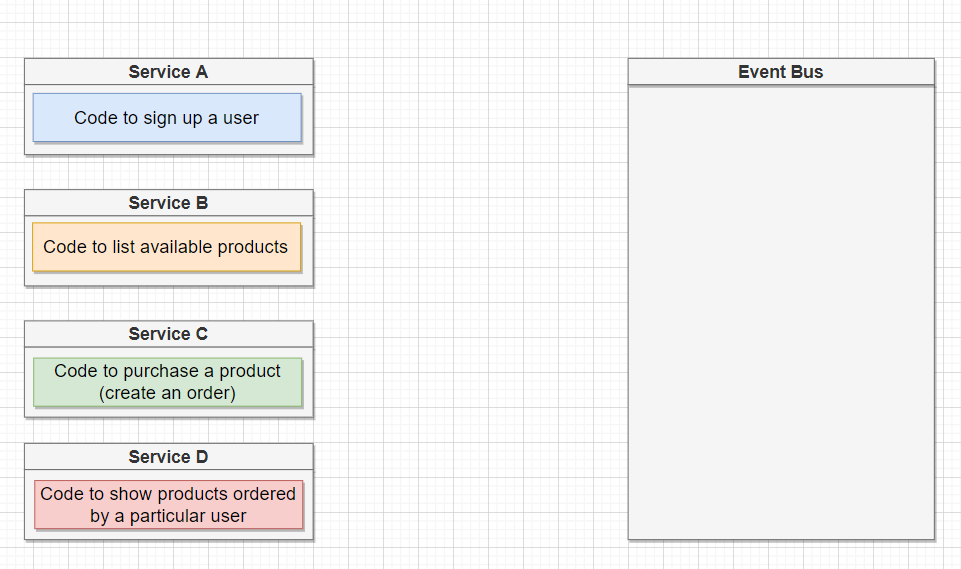 Service A
Event Bus
Code to sign up a user
Service B
Code to list available products
Service C
Code to purchase a product
(create an order)
Service D
Code to show products ordered
by a particular user